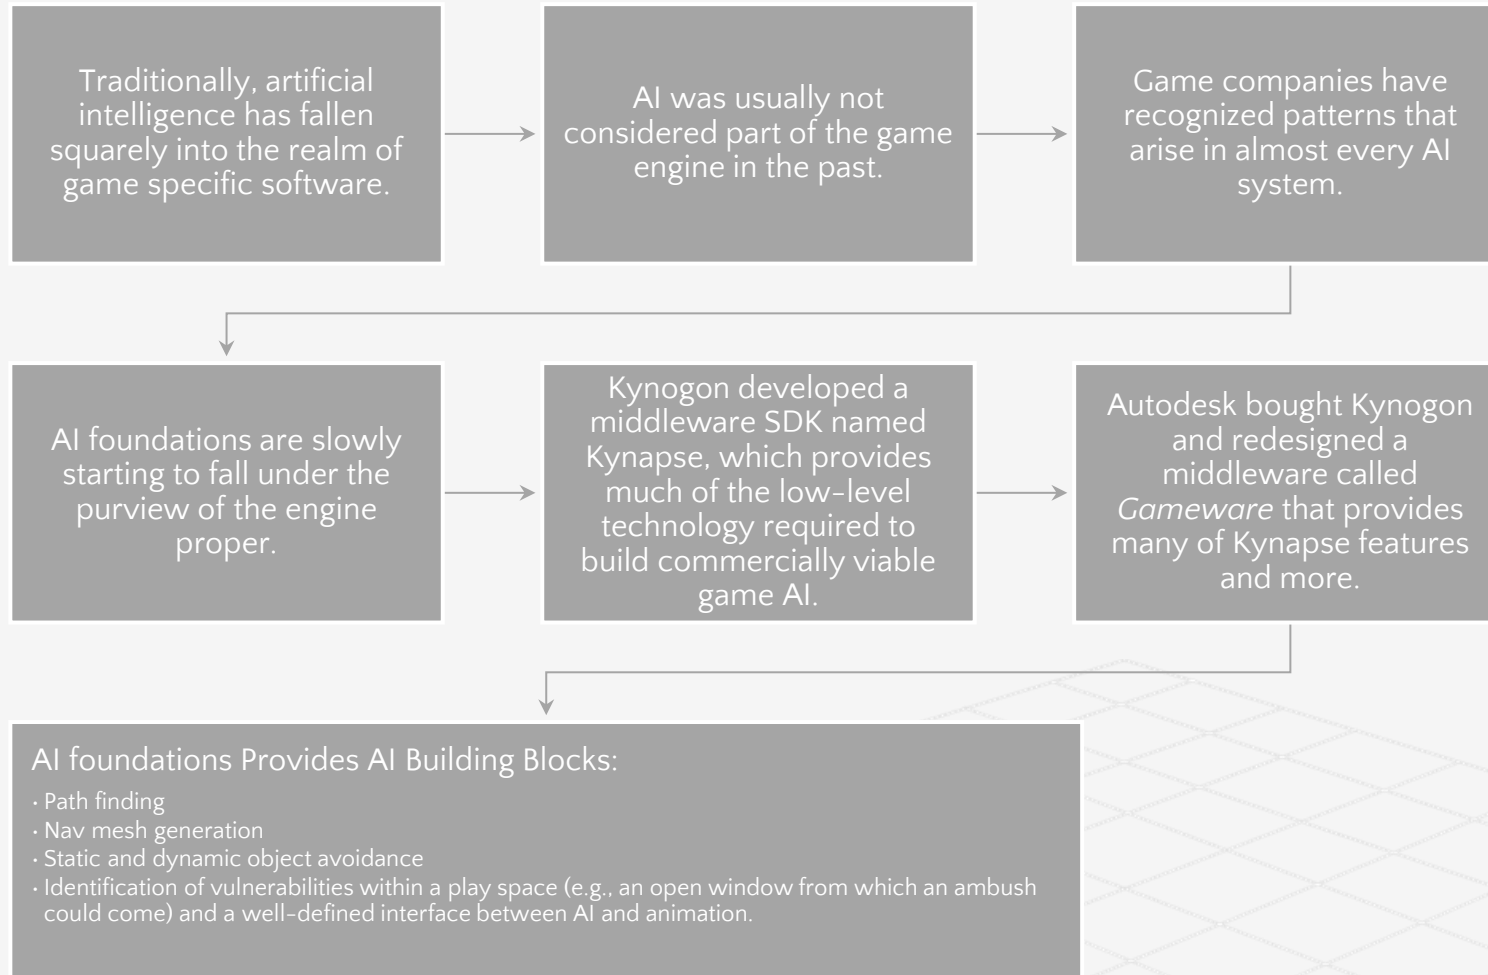 Traditionally, artificial
intelligence has fallen
squarely into the realm of
game specific software.
AI was usually not
considered part of the game
engine in the past.
Game companies have
recognized patterns that
arise in almost every AI
system.
AI foundations are slowly
starting to fall under the
purview of the engine
proper.
Kynogon developed a
middleware SDK named
Kynapse, which provides
much of the low-level
technology required to
build commercially viable
game AI.
Autodesk bought Kynogon
and redesigned a
middleware called
Gameware that provides
many of Kynapse features
and more.
AI foundations Provides AI Building Blocks:
· Path finding
· Nav mesh generation
· Static and dynamic object avoidance
· Identification of vulnerabilities within a play space (e.g., an open window from which an ambush
could come) and a well-defined interface between AI and animation.